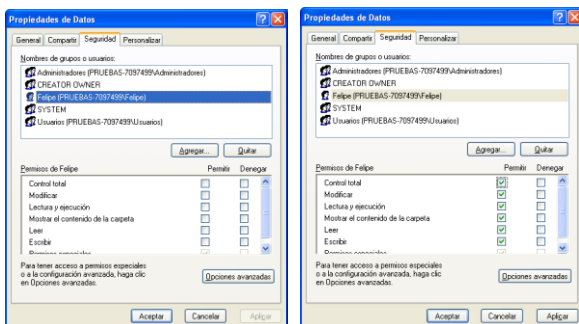 Propiedades de Datos
General Compartir Seguridad Personalizar
Nombres de grupos o usuarios:
Administradores (PRUEBAS-7097499\Administradores)
CREATOR OWNER
Felipe (PRUEBAS-7097499\Felipe)
SYSTEM
Usuarios (PRUEBAS-7097499\Usuarios)
Agregar... Quitar
Permisos de Felipe Permitir Denegar
Control total
Modificar
Lectura y ejecución
Mostrar el contenido de la carpeta
Leer
Escribir
Permisos especiales
Para tener acceso a permisos especiales
o a la configuración avanzada, haga clic
en Opciones avanzadas.
Opciones avanzadas
Aceptar Cancelar Aplicar
Propiedades de Datos
General Compartir Seguridad Personalizar
Nombres de grupos o usuarios:
Administradores (PRUEBAS-7097499\Administradores)
CREATOR OWNER
Felipe (PRUEBAS-7097499\Felipe)
SYSTEM
Usuarios (PRUEBAS-7097499\Usuarios)
Agregar... Quitar
Permisos de Felipe Permitir Denegar
Control total
Modificar
Lectura y ejecución
Mostrar el contenido de la carpeta
Leer
Escribir
Permisos especiales
Para tener acceso a permisos especiales
o a la configuración avanzada, haga clic
en Opciones avanzadas.
Opciones avanzadas
Aceptar Cancelar Aplicar